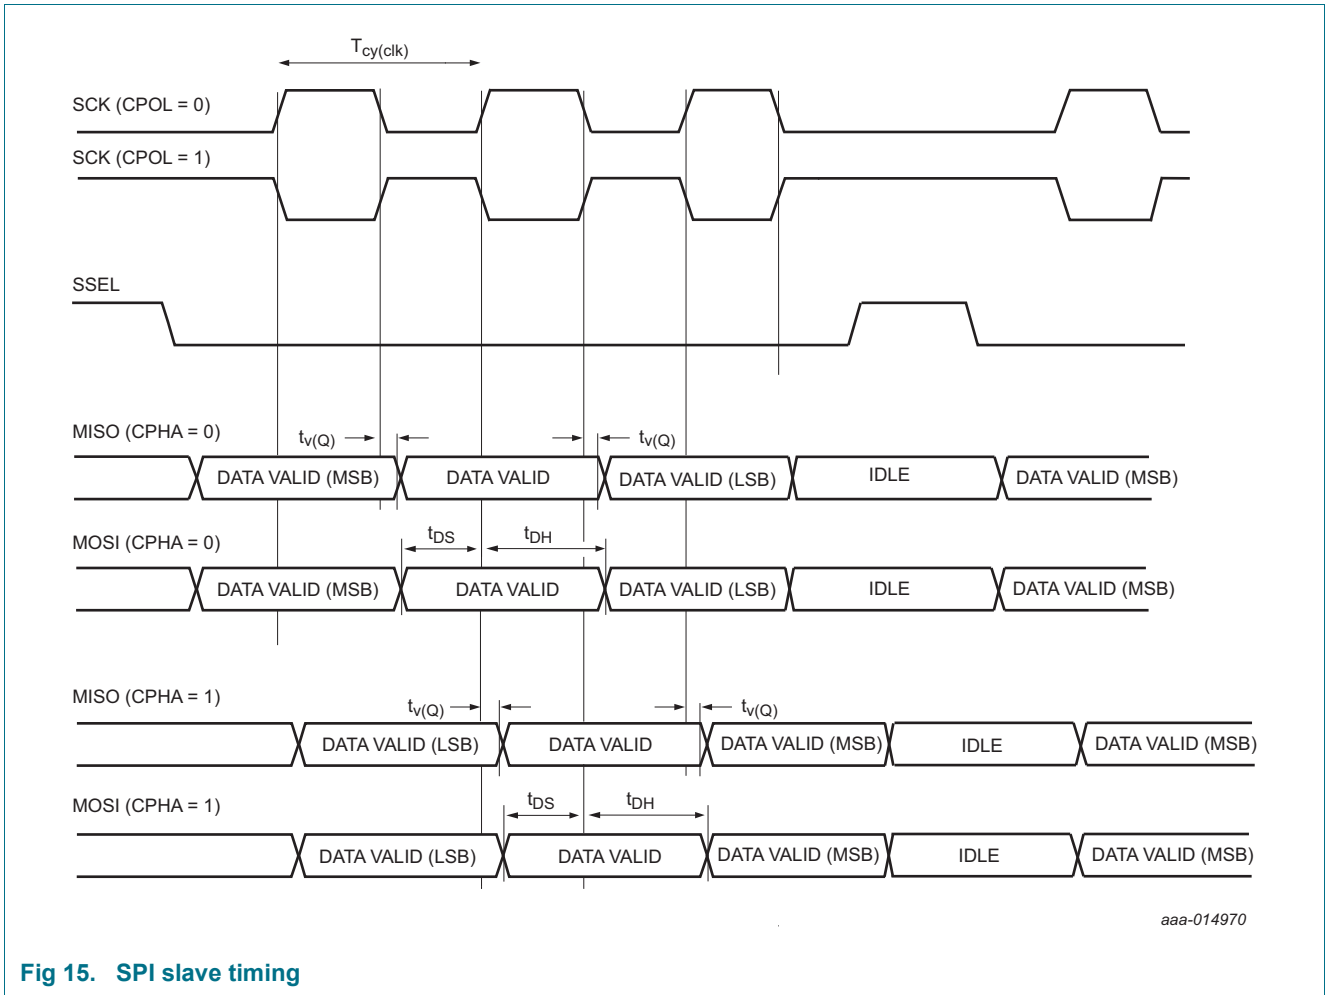 Tcy(clk)
SCK (CPOL = 0)
SCK (CPOL = 1)
SSEL
MISO (CPHA = 0)
tv(Q) tv(Q)
DATA VALID (MSB) DATA VALID DATA VALID (LSB) IDLE DATA VALID (MSB)
MOSI (CPHA = 0)
tDS tDH
DATA VALID (MSB) DATA VALID DATA VALID (LSB) IDLE DATA VALID (MSB)
MISO (CPHA = 1)
tv(Q) tv(Q)
DATA VALID (LSB) DATA VALID DATA VALID (MSB) IDLE DATA VALID (MSB)
MOSI (CPHA = 1)
tDS tDH
DATA VALID (LSB) DATA VALID DATA VALID (MSB) IDLE DATA VALID (MSB)
aaa-014970
Fig 15. SPI slave timing